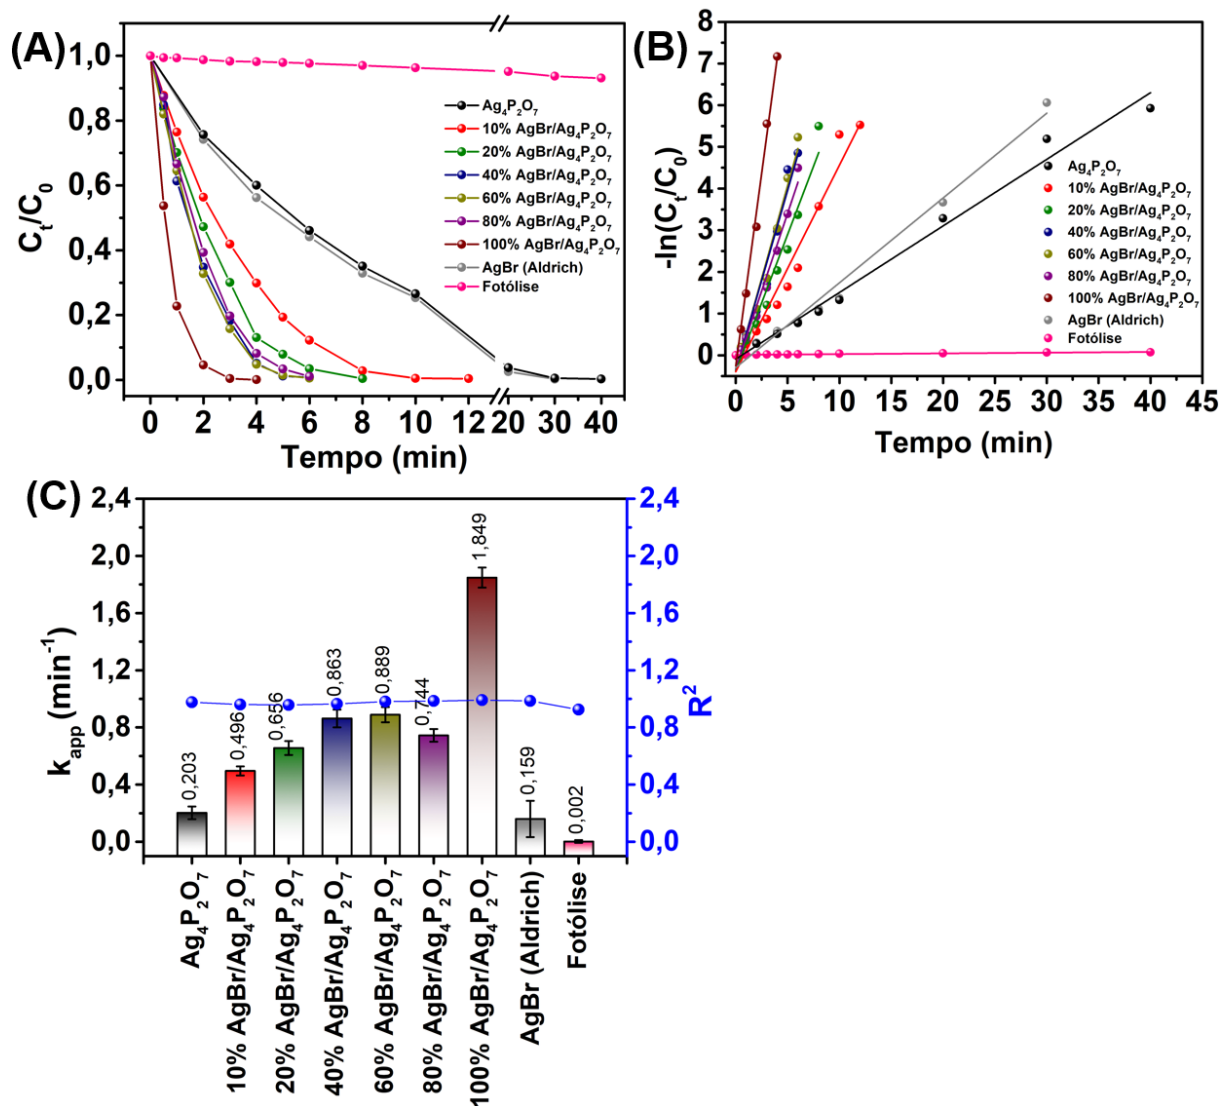 (A)
1,0
0,8
0,6
0,4
0,2
0,0
Cₜ/C₀
0 2 4 6 8 10 12 20 30 40
Tempo (min)
Ag₄P₂O₇
10% AgBr/Ag₄P₂O₇
20% AgBr/Ag₄P₂O₇
40% AgBr/Ag₄P₂O₇
60% AgBr/Ag₄P₂O₇
80% AgBr/Ag₄P₂O₇
100% AgBr/Ag₄P₂O₇
AgBr (Aldrich)
Fotólise
(B)
8
7
6
5
4
3
2
1
0
-ln(Cₜ/C₀)
0 5 10 15 20 25 30 35 40 45
Tempo (min)
Ag₄P₂O₇
10% AgBr/Ag₄P₂O₇
20% AgBr/Ag₄P₂O₇
40% AgBr/Ag₄P₂O₇
60% AgBr/Ag₄P₂O₇
80% AgBr/Ag₄P₂O₇
100% AgBr/Ag₄P₂O₇
AgBr (Aldrich)
Fotólise
(C)
2,4
2,0
1,6
1,2
0,8
0,4
0,0
k_app (min⁻¹)
0,203
0,496
0,656
0,863
0,889
0,744
1,849
0,159
0,002
2,4
2,0
1,6
1,2
0,8
0,4
0,0
R²
Ag₄P₂O₇
10% AgBr/Ag₄P₂O₇
20% AgBr/Ag₄P₂O₇
40% AgBr/Ag₄P₂O₇
60% AgBr/Ag₄P₂O₇
80% AgBr/Ag₄P₂O₇
100% AgBr/Ag₄P₂O₇
AgBr (Aldrich)
Fotólise